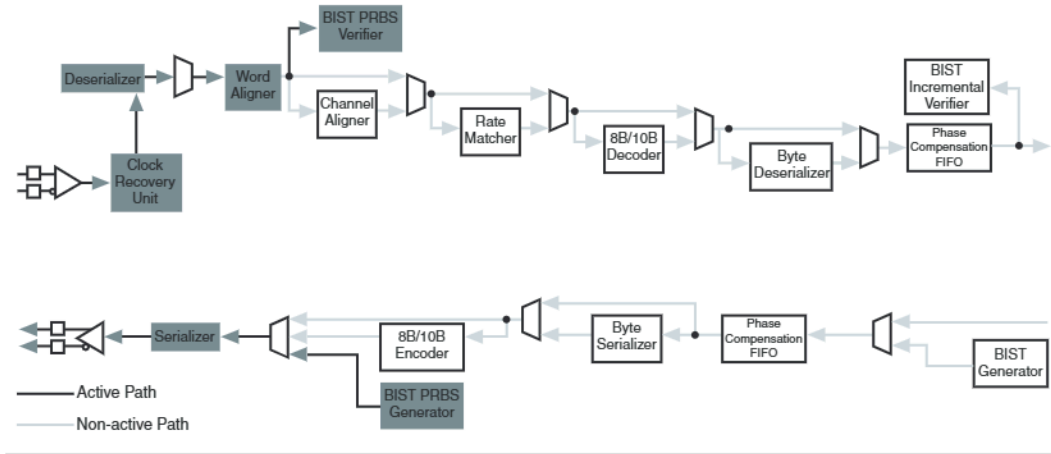 BIST PRBS
Verifier
Deserializer
Word
Aligner
Channel
Aligner
Rate
Matcher
8B/10B
Decoder
Byte
Deserializer
BIST
Incremental
Verifier
Phase
Compensation
FIFO
Clock
Recovery
Unit
Serializer
8B/10B
Encoder
BIST PRBS
Generator
Byte
Serializer
Phase
Compensation
FIFO
BIST
Generator
Active Path
Non-active Path